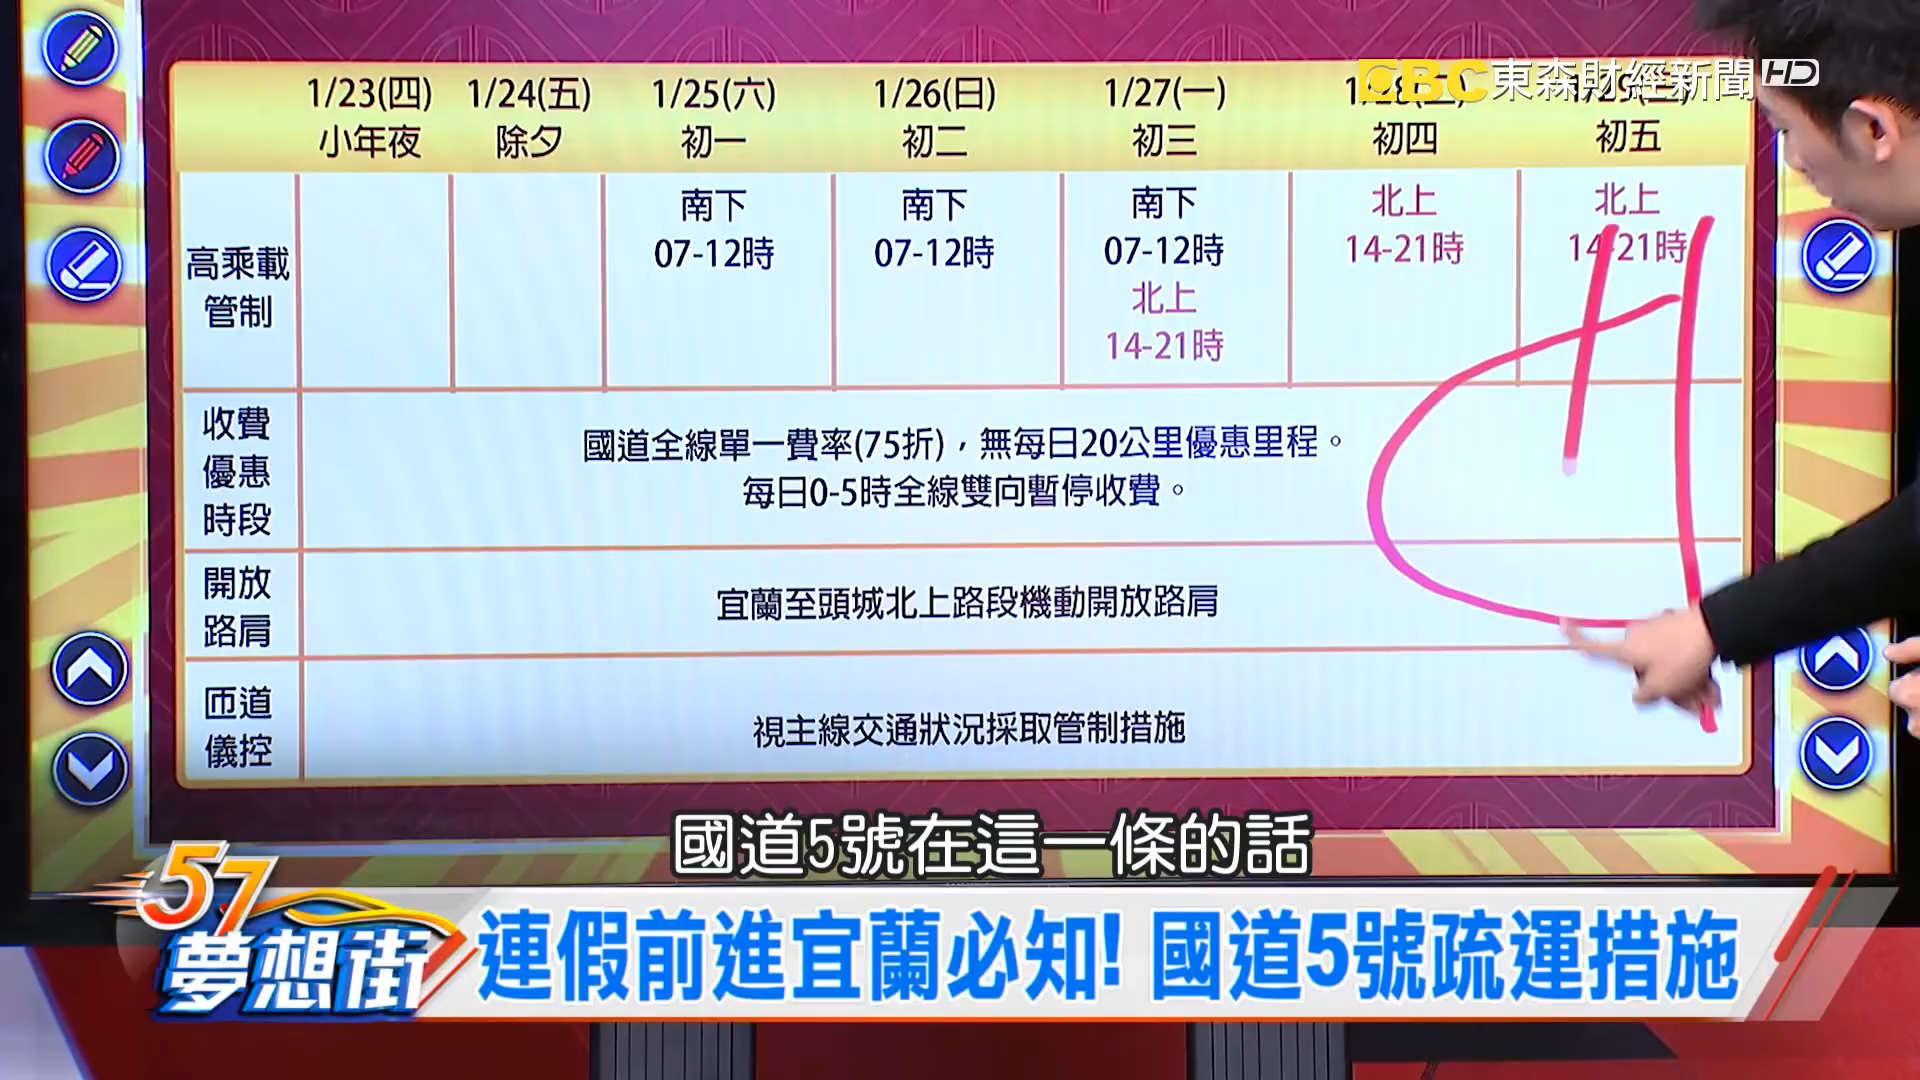 EBC 東森財經新聞 HD
1/23(四) 1/24(五) 1/25(六) 1/26(日) 1/27(一)
小年夜 除夕 初一 初二 初三 初四 初五
高乘載
管制
南下
07-12時
南下
07-12時
南下
07-12時
北上
14-21時
北上
14-21時
北上
14-21時
收費
優惠
時段
國道全線單一費率(75折),無每日20公里優惠里程。
每日0-5時全線雙向暫停收費。
開放
路肩
宜蘭至頭城北上路段機動開放路肩
匝道
儀控
視主線交通狀況採取管制措施
國道5號在這一條的話
57
夢想街
連假前進宜蘭必知! 國道5號疏運措施